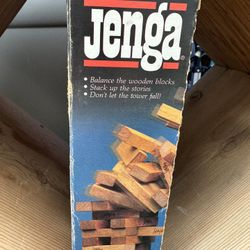 Jenga®
• Balance the wooden blocks
• Stack up the stories
• Don't let the tower fall!